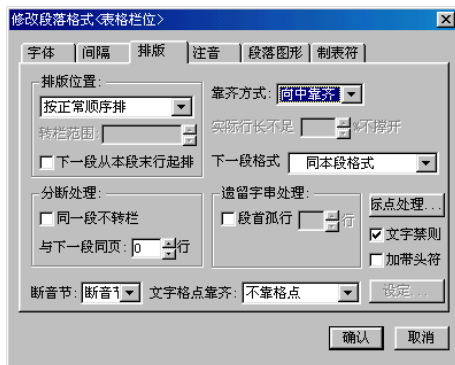 修改段落格式<表格栏位>
字体 间隔 排版 注音 段落图形 制表符
排版位置:
按正常顺序排
转栏范围:
下一段从本段末行起排
靠齐方式: 向中靠齐
实际行长不足 %不撑开
下一段格式 同本段格式
分断处理:
同一段不转栏
与下一段同页: 0 行
遗留字串处理:
段首孤行 行
标点处理...
文字禁则
加带头符
断音节: 断音节 文字格点靠齐: 不靠格点
设定...
确认 取消